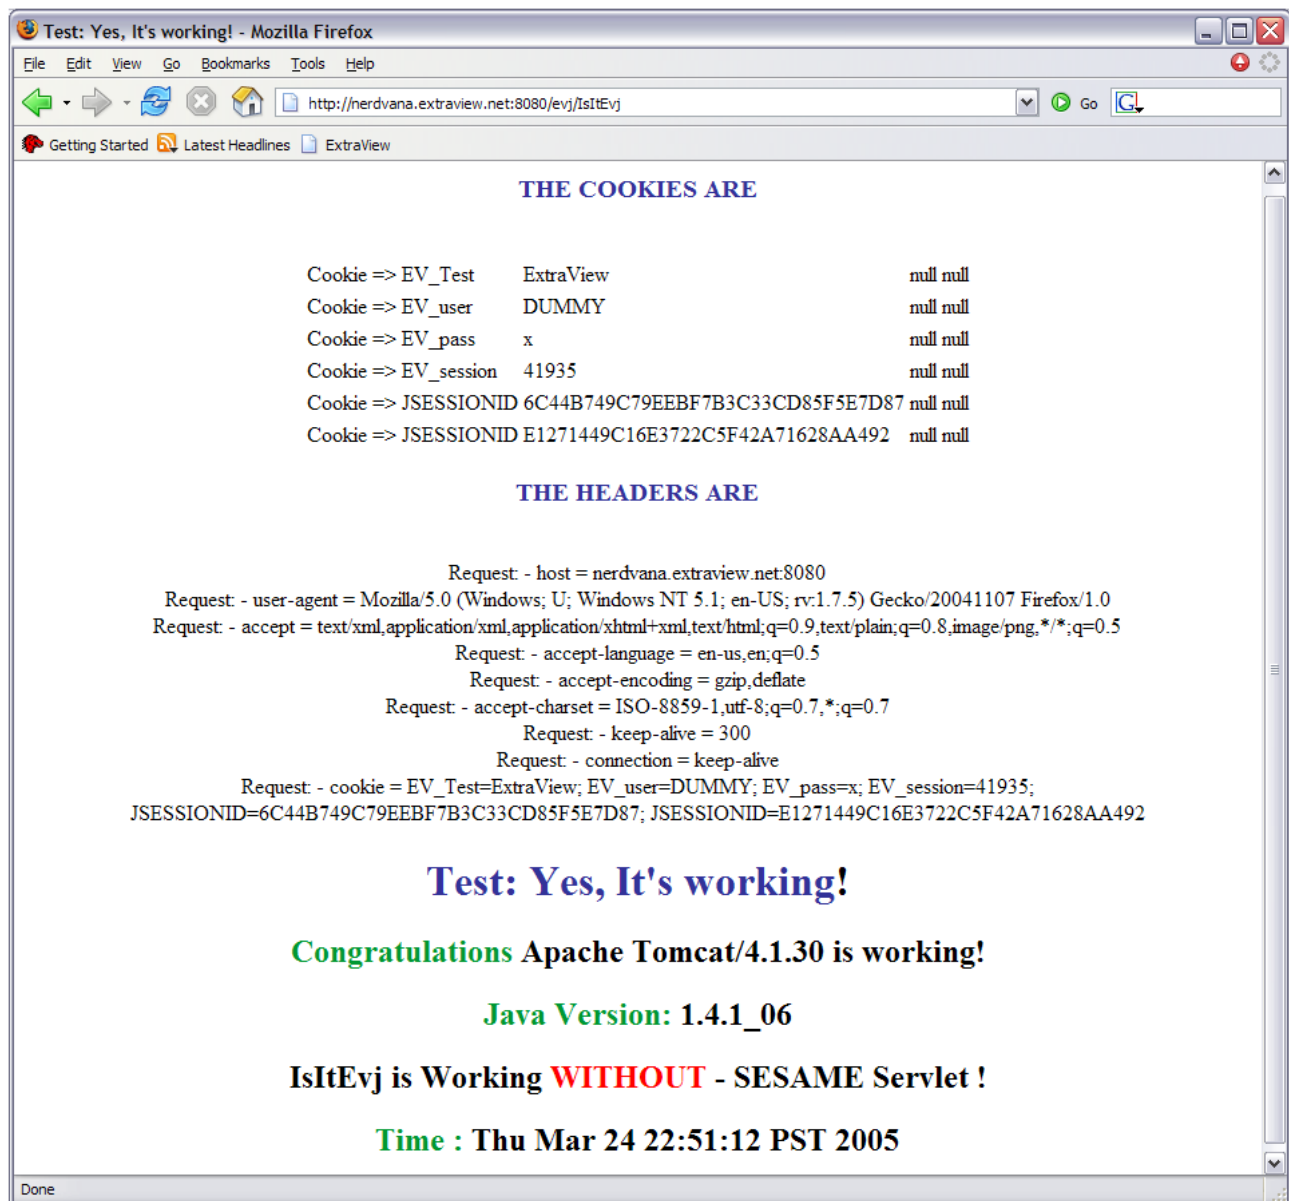 Test: Yes, It's working! - Mozilla Firefox
File Edit View Go Bookmarks Tools Help
http://nerdvana.extraview.net:8080/evj/IsItEvj Go G
Getting Started Latest Headlines ExtraView
THE COOKIES ARE
Cookie => EV_Test ExtraView null null
Cookie => EV_user DUMMY null null
Cookie => EV_pass x null null
Cookie => EV_session 41935 null null
Cookie => JSESSIONID 6C44B749C79EEBF7B3C33CD85F5E7D87 null null
Cookie => JSESSIONID E1271449C16E3722C5F42A71628AA492 null null
THE HEADERS ARE
Request: - host = nerdvana.extraview.net:8080
Request: - user-agent = Mozilla/5.0 (Windows; U; Windows NT 5.1; en-US; rv:1.7.5) Gecko/20041107 Firefox/1.0
Request: - accept = text/xml,application/xml,application/xhtml+xml,text/html;q=0.9,text/plain;q=0.8,image/png,*/*;q=0.5
Request: - accept-language = en-us,en;q=0.5
Request: - accept-encoding = gzip,deflate
Request: - accept-charset = ISO-8859-1,utf-8;q=0.7,*;q=0.7
Request: - keep-alive = 300
Request: - connection = keep-alive
Request: - cookie = EV_Test=ExtraView; EV_user=DUMMY; EV_pass=x; EV_session=41935;
JSESSIONID=6C44B749C79EEBF7B3C33CD85F5E7D87; JSESSIONID=E1271449C16E3722C5F42A71628AA492
Test: Yes, It's working!
Congratulations Apache Tomcat/4.1.30 is working!
Java Version: 1.4.1_06
IsItEvj is Working WITHOUT - SESAME Servlet !
Time : Thu Mar 24 22:51:12 PST 2005
Done